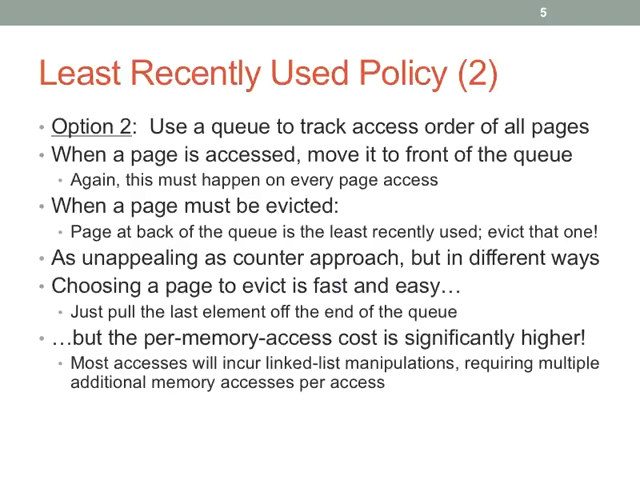 5
Least Recently Used Policy (2)
• Option 2: Use a queue to track access order of all pages
• When a page is accessed, move it to front of the queue
• Again, this must happen on every page access
• When a page must be evicted:
• Page at back of the queue is the least recently used; evict that one!
• As unappealing as counter approach, but in different ways
• Choosing a page to evict is fast and easy…
• Just pull the last element off the end of the queue
• …but the per-memory-access cost is significantly higher!
• Most accesses will incur linked-list manipulations, requiring multiple
additional memory accesses per access